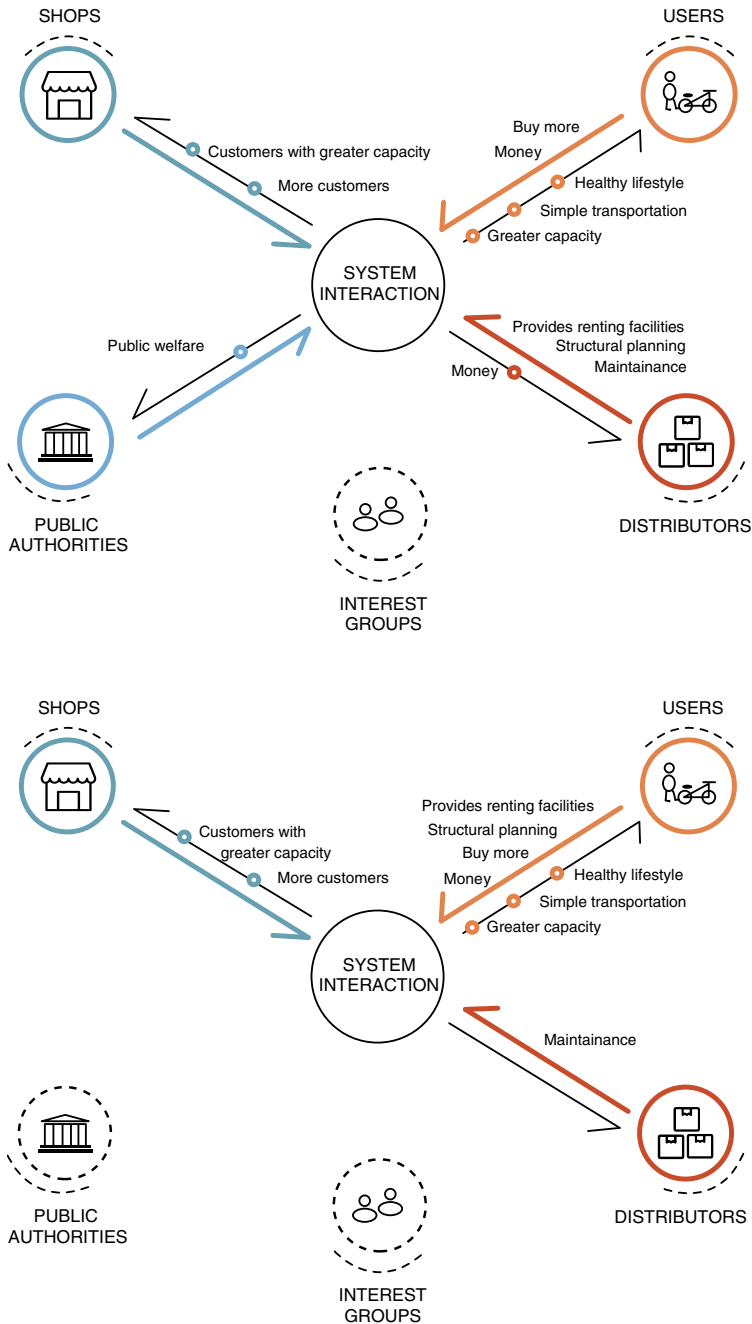 SHOPS
USERS
Customers with greater capacity
More customers
Buy more
Money
Healthy lifestyle
Simple transportation
Greater capacity
SYSTEM
INTERACTION
Public welfare
Provides renting facilities
Structural planning
Maintainance
Money
PUBLIC
AUTHORITIES
DISTRIBUTORS
INTEREST
GROUPS
SHOPS
USERS
Customers with
greater capacity
More customers
Provides renting facilities
Structural planning
Buy more
Money
Healthy lifestyle
Simple transportation
Greater capacity
SYSTEM
INTERACTION
Maintainance
PUBLIC
AUTHORITIES
DISTRIBUTORS
INTEREST
GROUPS